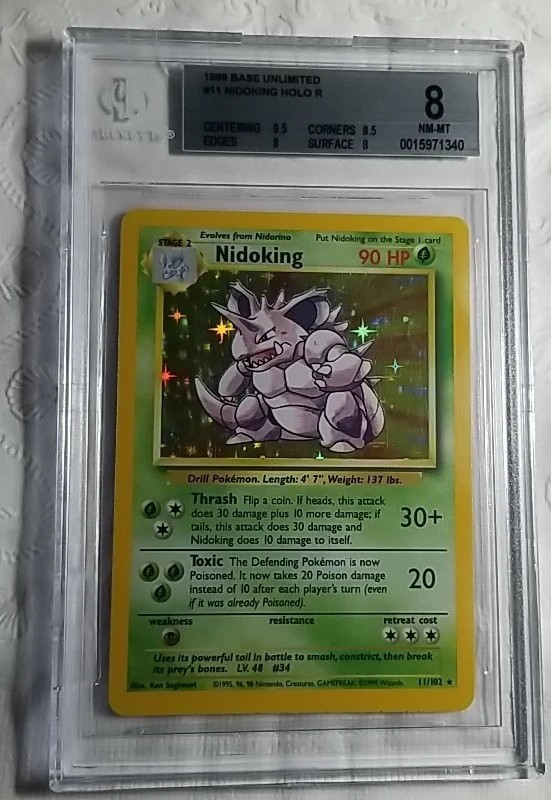 1999 BASE UNLIMITED
#11 NIDOKING HOLO R
CENTERING 9.5 CORNERS 8.5
EDGES 8 SURFACE 8
8
NM-MT
0015971340
BECKETT®
Evolves from Nidorino Put Nidoking on the Stage 1 card
STAGE 2
Nidoking 90 HP
Drill Pokémon. Length: 4' 7", Weight: 137 lbs.
Thrash Flip a coin. If heads, this attack
does 30 damage plus 10 more damage; if
tails, this attack does 30 damage and
Nidoking does 10 damage to itself.
30+
Toxic The Defending Pokémon is now
Poisoned. It now takes 20 Poison damage
instead of 10 after each player's turn (even
if it was already Poisoned).
20
weakness resistance retreat cost
Uses its powerful tail in battle to smash, constrict, then break
its prey's bones. LV. 48 #34
Illus. Ken Sugimori ©1995, 96, 98 Nintendo, Creatures, GAMEFREAK. ©1999 Wizards. 11/102 ★